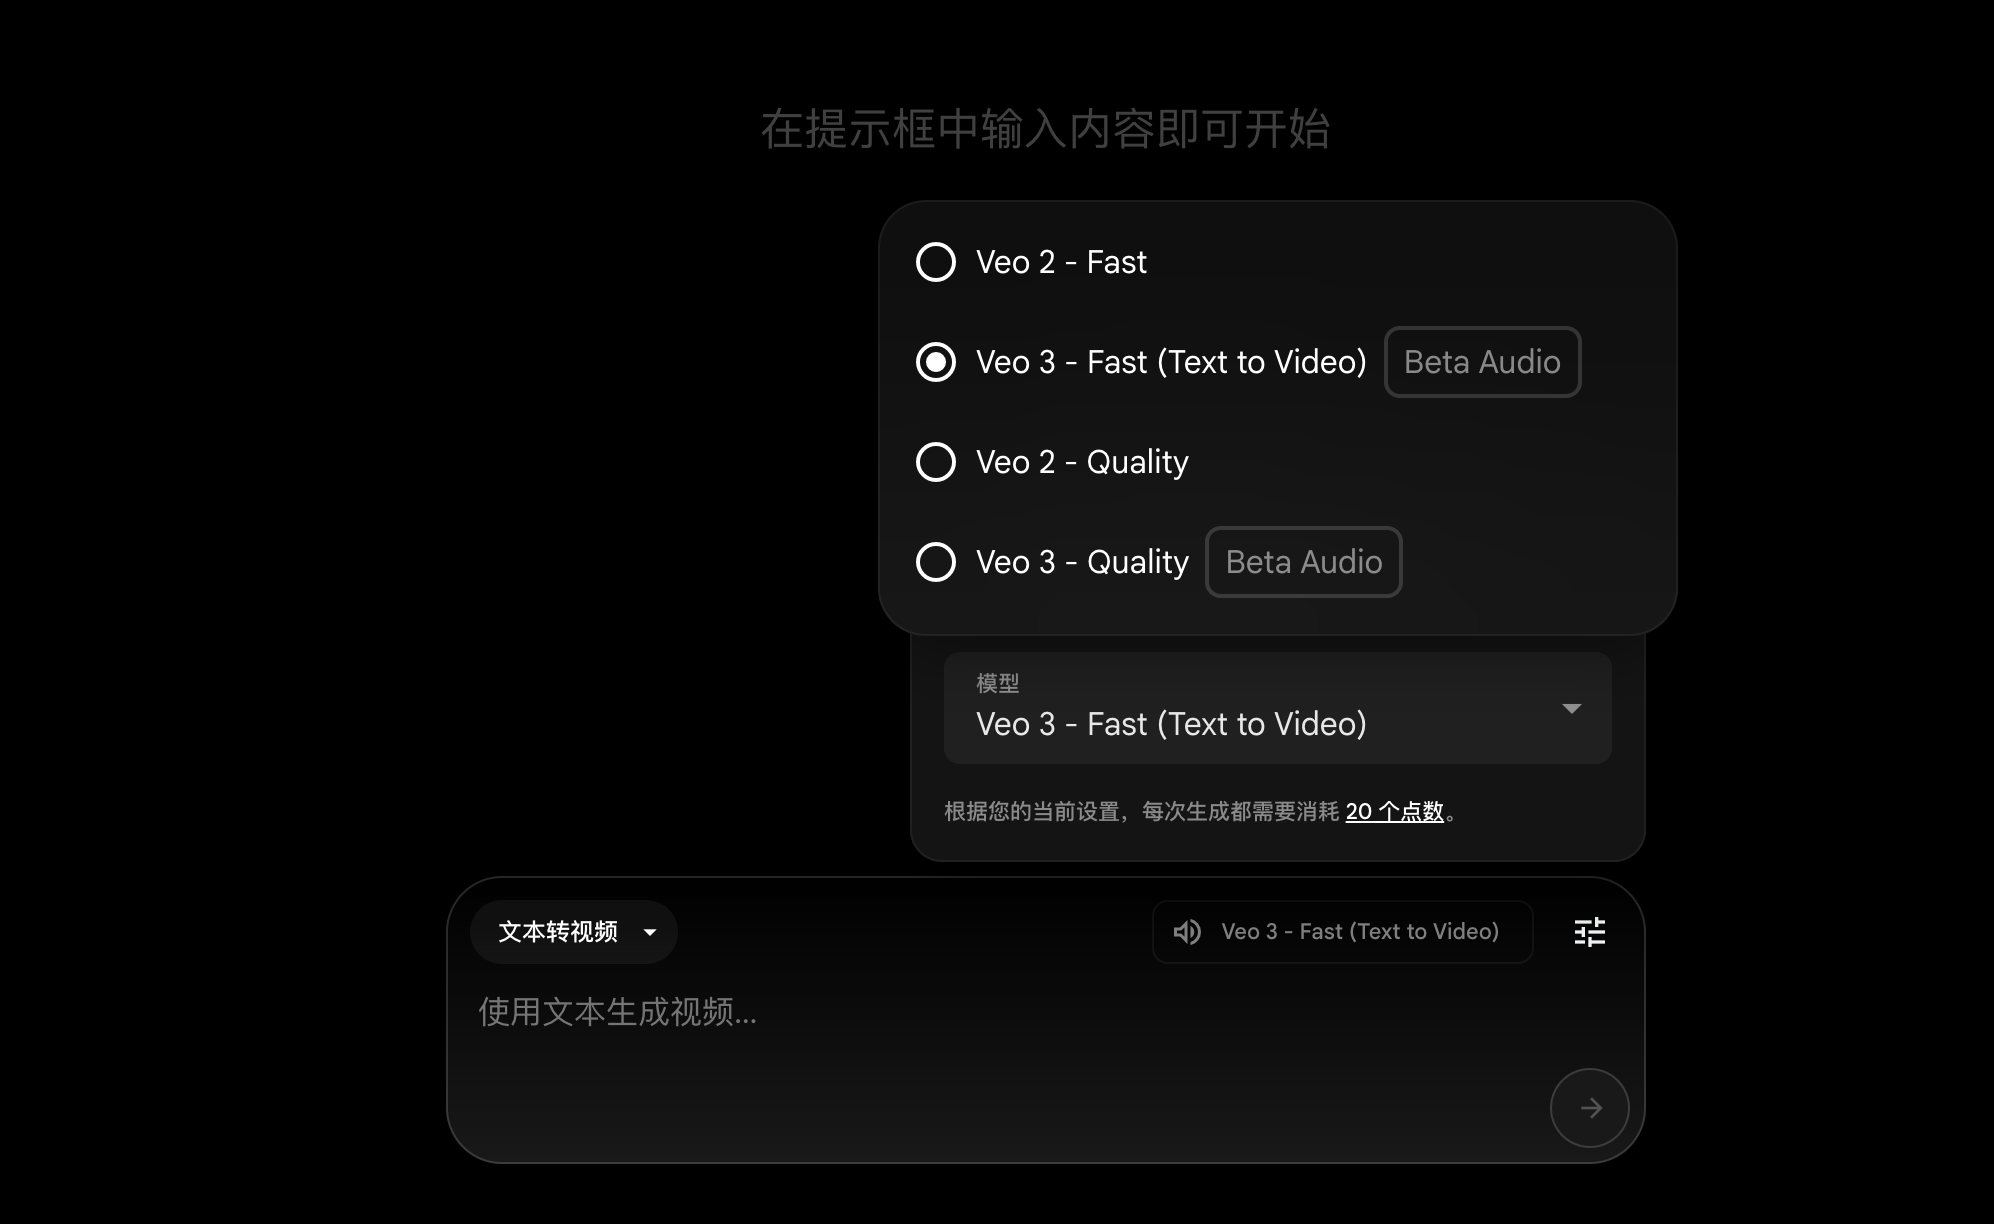 在提示框中输入内容即可开始
Veo 2 - Fast
Veo 3 - Fast (Text to Video) Beta Audio
Veo 2 - Quality
Veo 3 - Quality Beta Audio
模型
Veo 3 - Fast (Text to Video)
根据您的当前设置，每次生成都需要消耗 20 个点数。
文本转视频 Veo 3 - Fast (Text to Video)
使用文本生成视频...